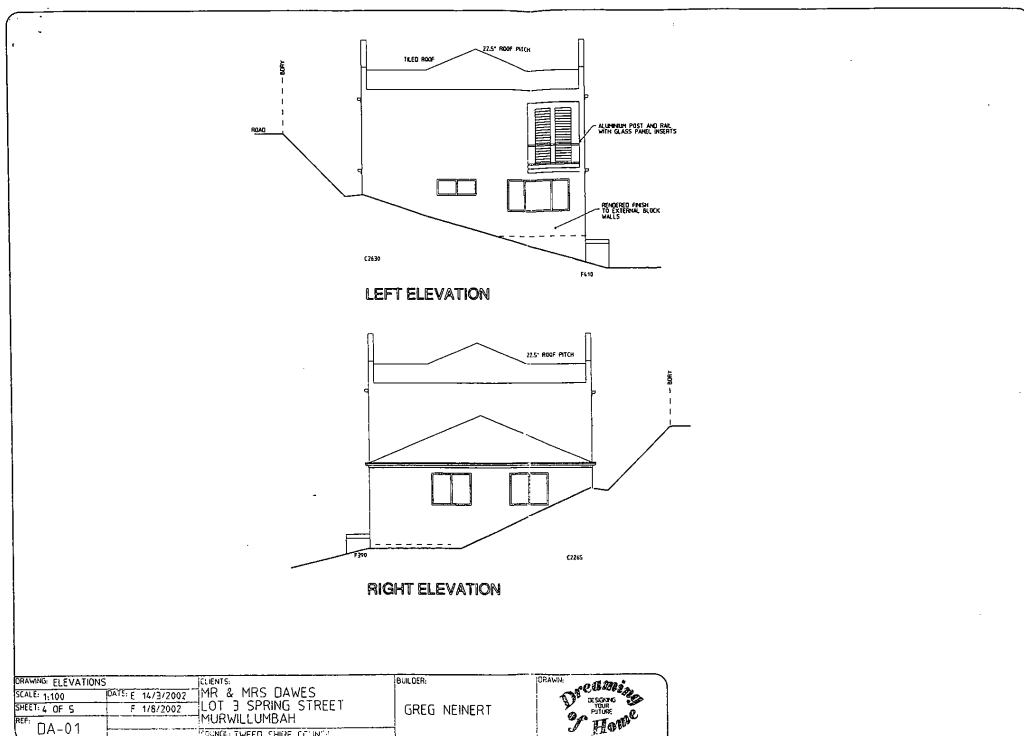 22.5° ROOF PITCH
TILED ROOF
BDRY
ROAD
ALUMINIUM POST AND RAIL
WITH GLASS PANEL INSERTS
RENDERED FINISH
TO EXTERNAL BLOCK
WALLS
C2630
F410
LEFT ELEVATION
22.5° ROOF PITCH
BDRY
F390
C2265
RIGHT ELEVATION
DRAWING: ELEVATIONS
SCALE: 1:100
DATE: E 14/3/2002
SHEET: 4 OF 5
F 1/8/2002
REF:
DA-01
CLIENTS:
MR & MRS DAWES
LOT 3 SPRING STREET
MURWILLUMBAH
COUNCIL: TWEED SHIRE COUNCIL
BUILDER:
GREG NEINERT
DRAWN:
Dreaming
DESIGNING
YOUR
FUTURE
of Home